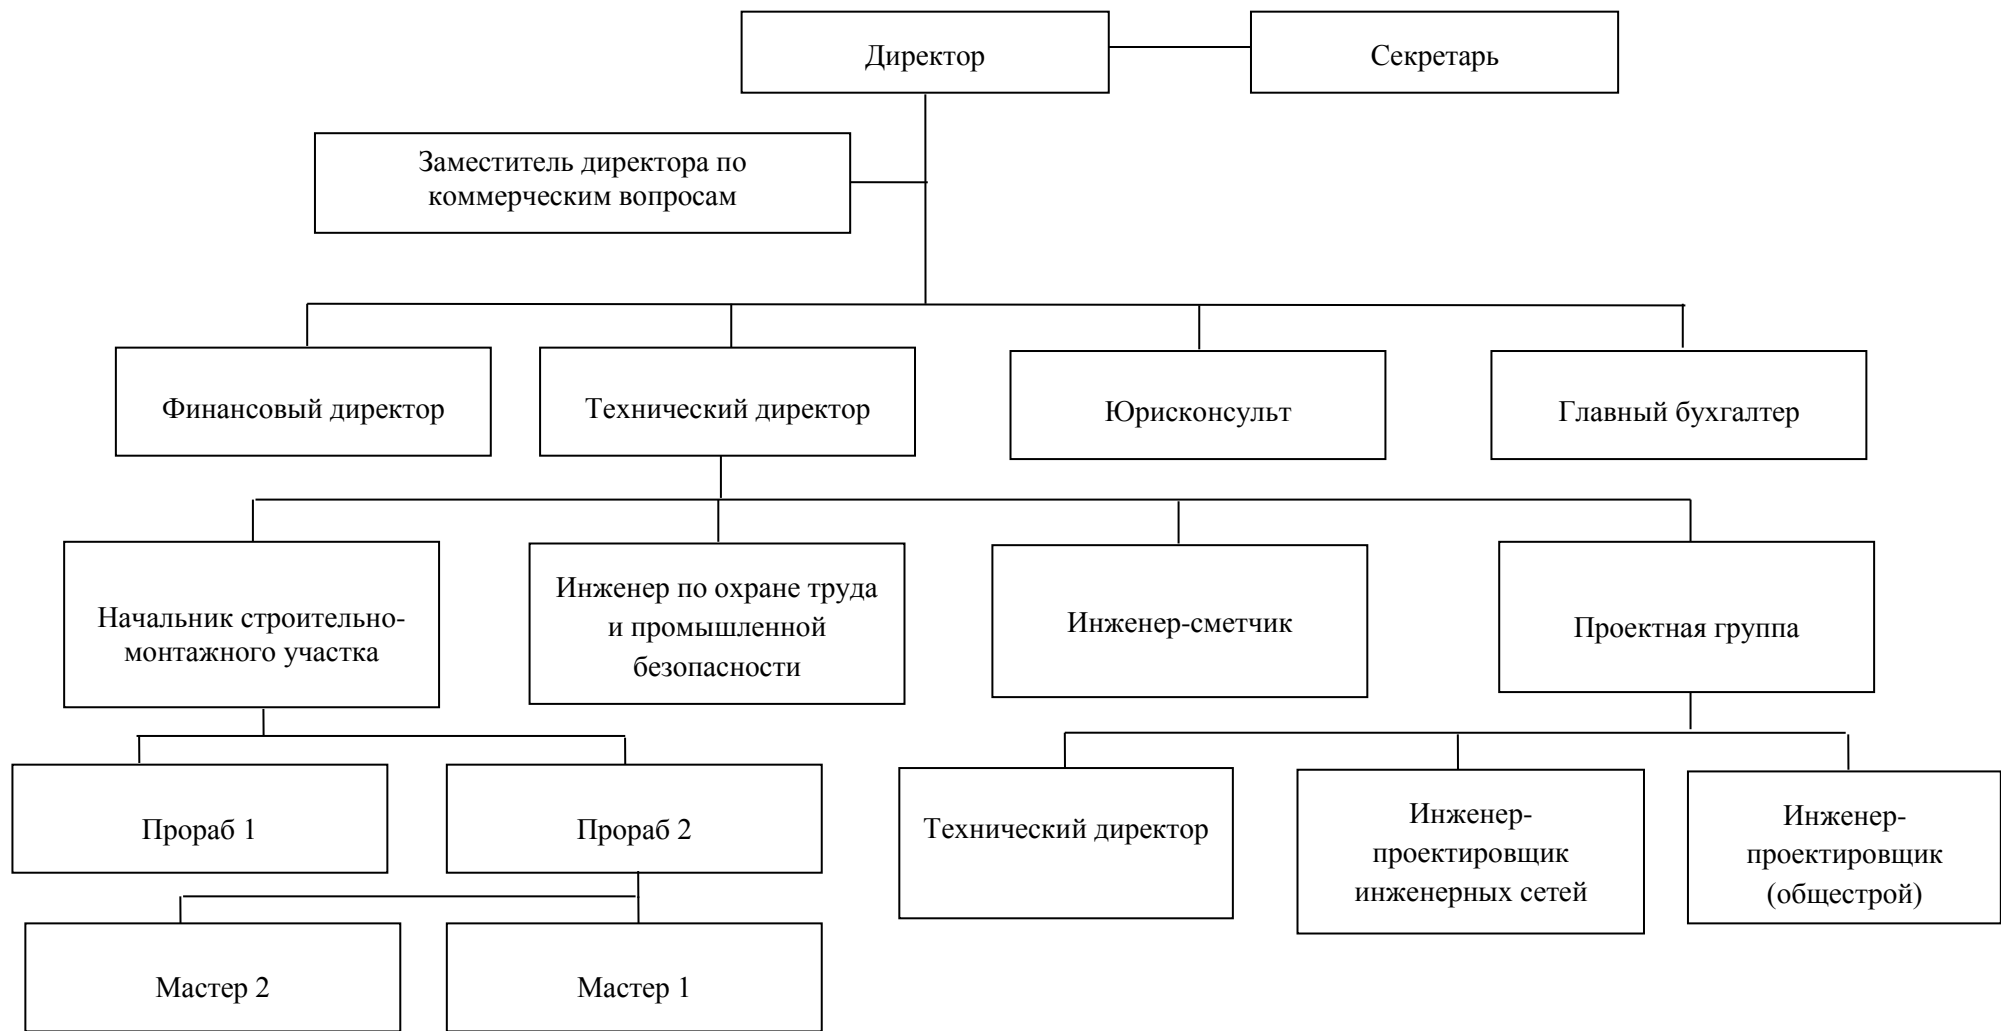 Директор
Секретарь
Заместитель директора по
коммерческим вопросам
Финансовый директор
Технический директор
Юрисконсульт
Главный бухгалтер
Начальник строительно-
монтажного участка
Инженер по охране труда
и промышленной
безопасности
Инженер-сметчик
Проектная группа
Прораб 1
Прораб 2
Технический директор
Инженер-
проектировщик
инженерных сетей
Инженер-
проектировщик
(общестрой)
Мастер 2
Мастер 1